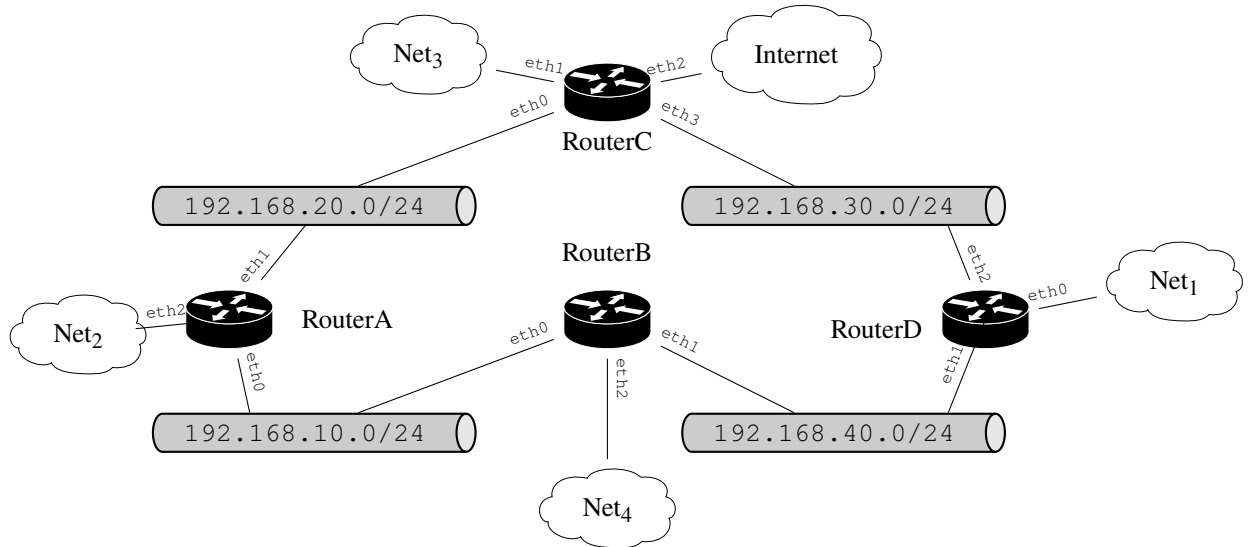 Net3
eth1
eth2
Internet
eth0
eth3
RouterC
192.168.20.0/24
192.168.30.0/24
RouterB
eth1
eth2
eth0
Net1
eth2
Net2
RouterA
eth0
eth1
RouterD
eth0
eth2
eth1
192.168.10.0/24
192.168.40.0/24
Net4